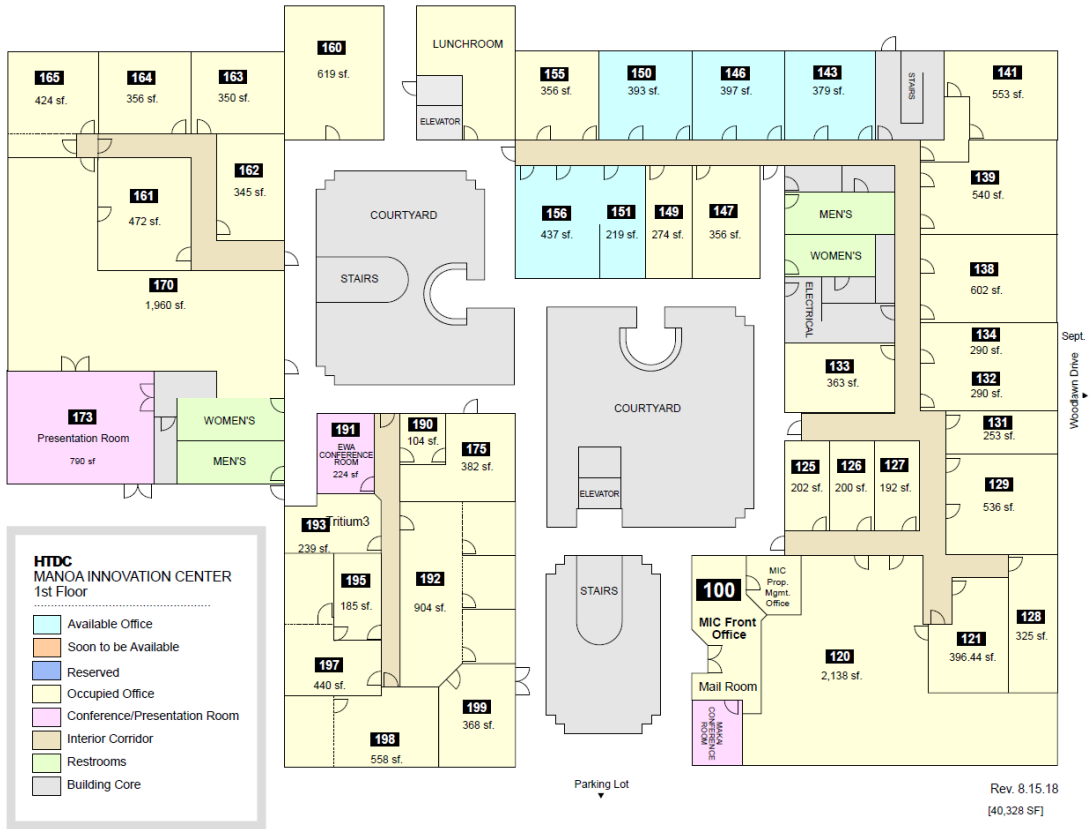 160
619 sf.
LUNCHROOM
ELEVATOR
165
424 sf.
164
356 sf.
163
350 sf.
155
356 sf.
150
393 sf.
146
397 sf.
143
379 sf.
STAIRS
141
553 sf.
162
345 sf.
161
472 sf.
COURTYARD
STAIRS
156
437 sf.
151
219 sf.
149
274 sf.
147
356 sf.
MEN'S
WOMEN'S
ELECTRICAL
139
540 sf.
138
602 sf.
170
1,960 sf.
134
290 sf.
132
290 sf.
Sept.
Woodlawn Drive
133
363 sf.
131
253 sf.
173
Presentation Room
790 sf
WOMEN'S
MEN'S
191
EWA
CONFERENCE
ROOM
224 sf
190
104 sf.
175
382 sf.
COURTYARD
ELEVATOR
125
202 sf.
126
200 sf.
127
192 sf.
129
536 sf.
193
Tritium3
239 sf.
195
185 sf.
192
904 sf.
197
440 sf.
199
368 sf.
198
558 sf.
STAIRS
100
MIC Front
Office
MIC
Prop.
Mgmt.
Office
Mail Room
MAKAI
CONFERENCE
ROOM
120
2,138 sf.
121
396.44 sf.
128
325 sf.
HTDC
MANOA INNOVATION CENTER
1st Floor
Available Office
Soon to be Available
Reserved
Occupied Office
Conference/Presentation Room
Interior Corridor
Restrooms
Building Core
Parking Lot
Rev. 8.15.18
[40,328 SF]